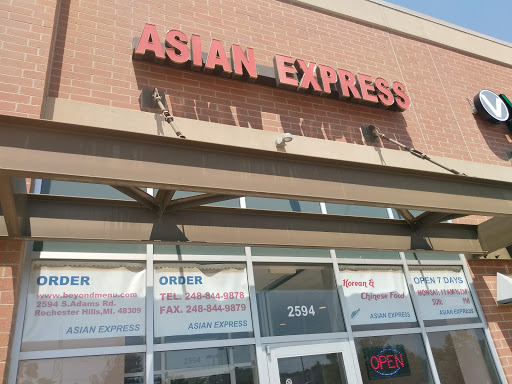 ASIAN EXPRESS
V
ORDER
www.beyondmenu.com
2594 S.Adams Rd.
Rochester Hills,MI. 48309
ASIAN EXPRESS
ORDER
TEL. 248-844-9878
FAX. 248-844-9879
ASIAN EXPRESS
2594
Korean &
Chinese Food
ASIAN EXPRESS
OPEN 7 DAYS
ASIAN EXPRESS
OPEN
2594